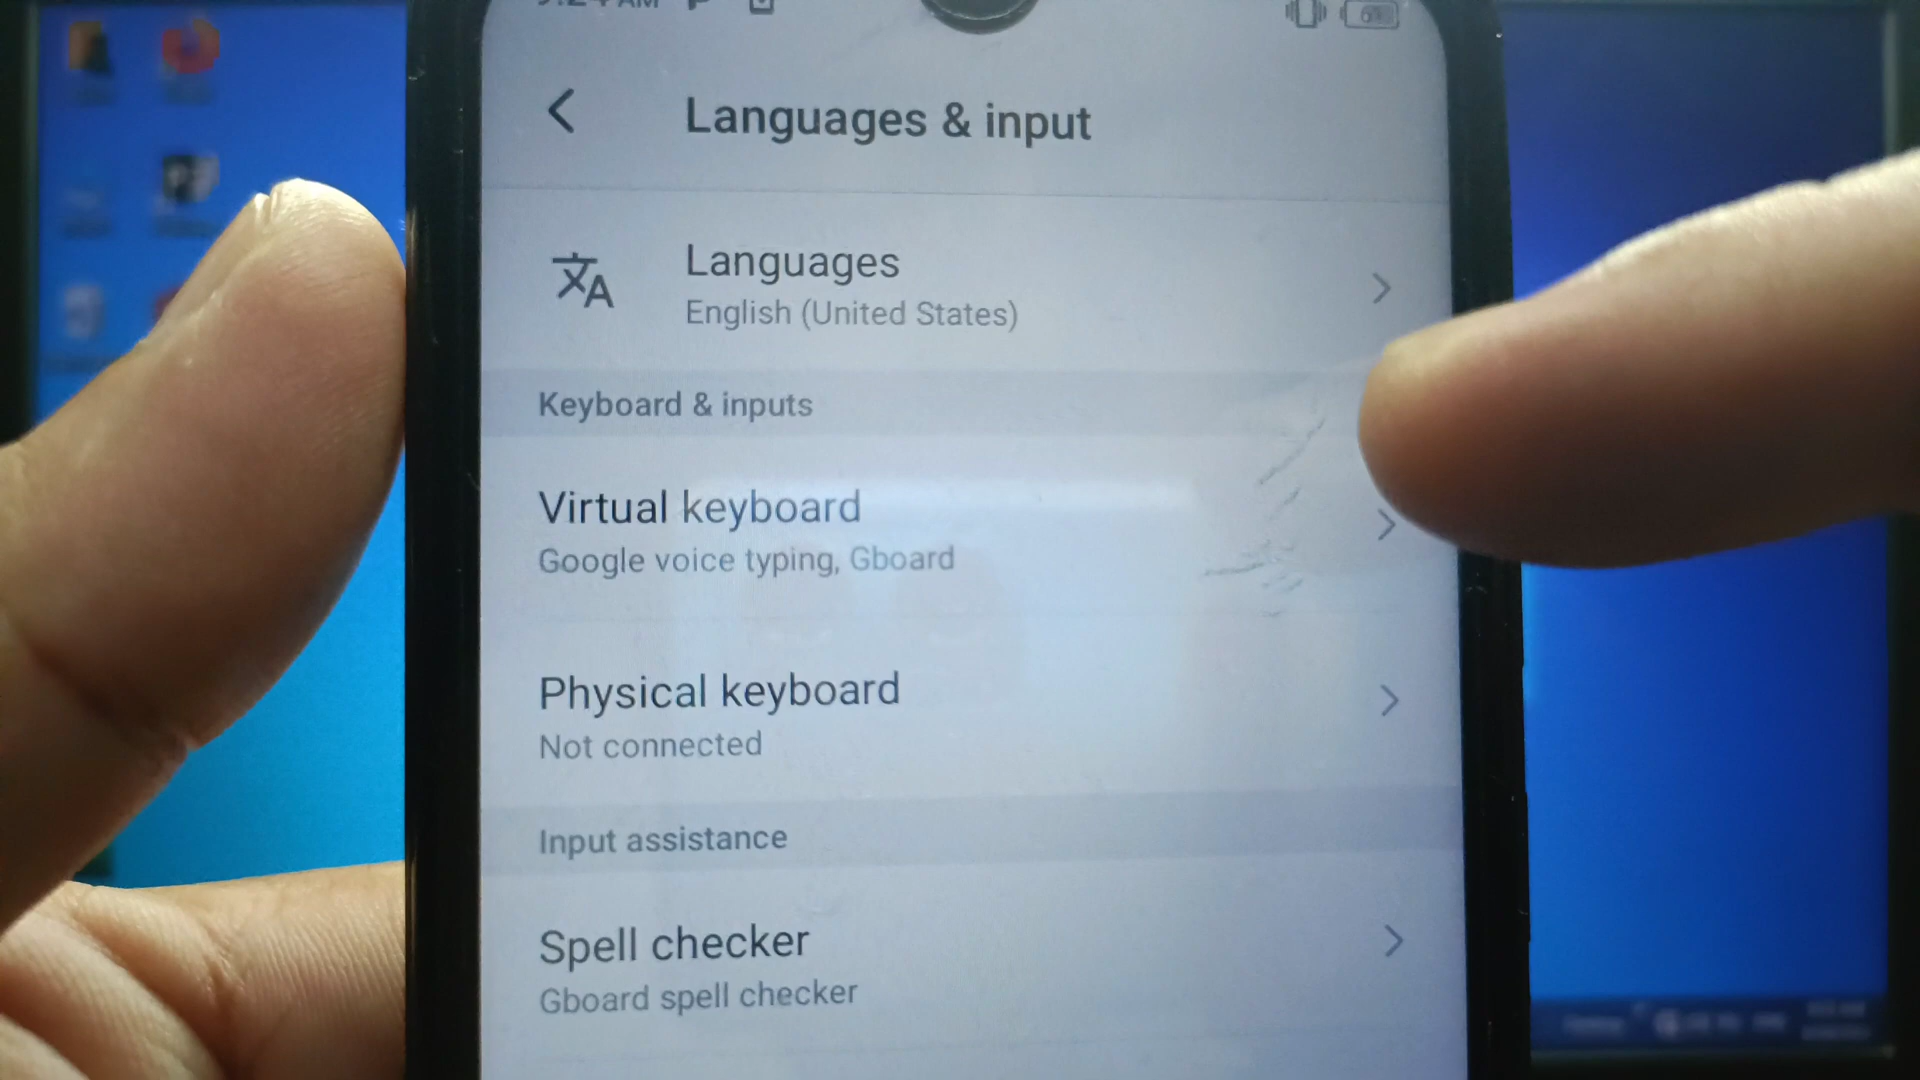 Languages & input
Languages
English (United States)
Keyboard & inputs
Virtual keyboard
Google voice typing, Gboard
Physical keyboard
Not connected
Input assistance
Spell checker
Gboard spell checker